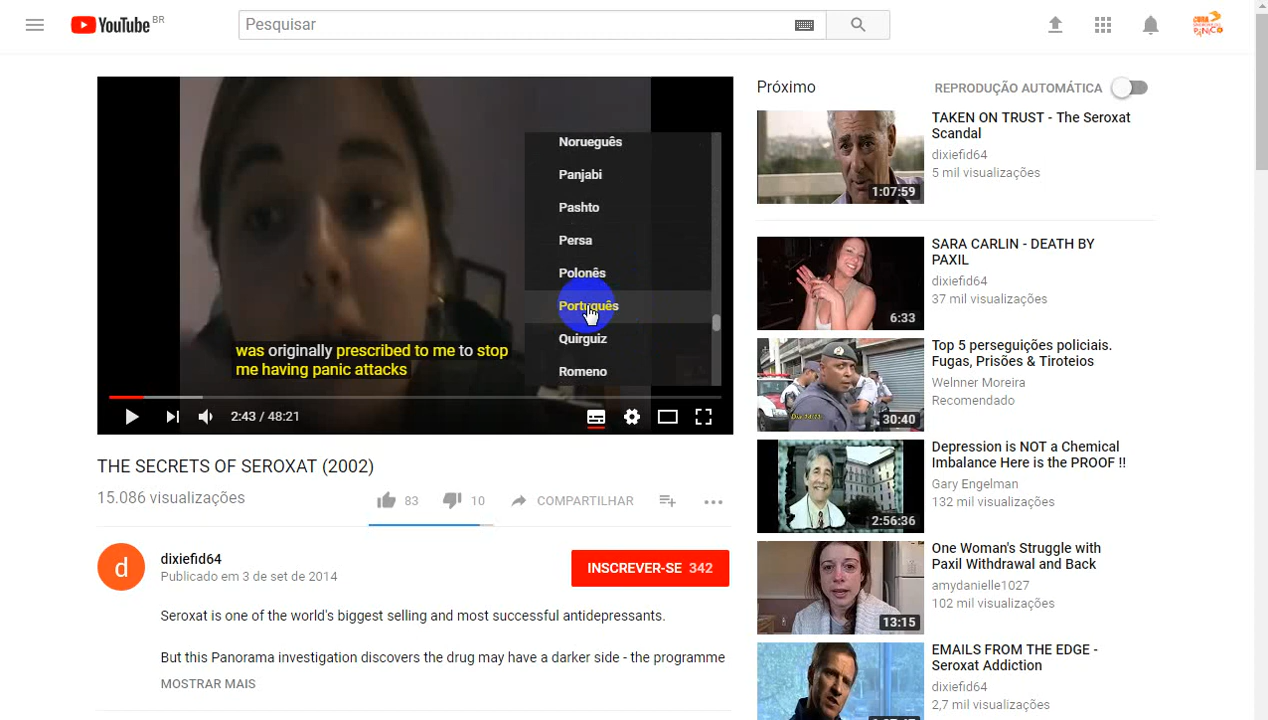 YouTube BR
Pesquisar
Norueguês
Panjabi
Pashto
Persa
Polonês
Português
Quirguiz
Romeno
was originally prescribed to me to stop
me having panic attacks
2:43 / 48:21
THE SECRETS OF SEROXAT (2002)
15.086 visualizações
83
10
COMPARTILHAR
d
dixiefid64
Publicado em 3 de set de 2014
INSCREVER-SE 342
Seroxat is one of the world's biggest selling and most successful antidepressants.
But this Panorama investigation discovers the drug may have a darker side - the programme
MOSTRAR MAIS
Próximo
REPRODUÇÃO AUTOMÁTICA
1:07:59
TAKEN ON TRUST - The Seroxat
Scandal
dixiefid64
5 mil visualizações
6:33
SARA CARLIN - DEATH BY
PAXIL
dixiefid64
37 mil visualizações
30:40
Top 5 perseguições policiais.
Fugas, Prisões & Tiroteios
Welnner Moreira
Recomendado
2:56:36
Depression is NOT a Chemical
Imbalance Here is the PROOF !!
Gary Engelman
132 mil visualizações
13:15
One Woman's Struggle with
Paxil Withdrawal and Back
amydanielle1027
102 mil visualizações
EMAILS FROM THE EDGE -
Seroxat Addiction
dixiefid64
2,7 mil visualizações